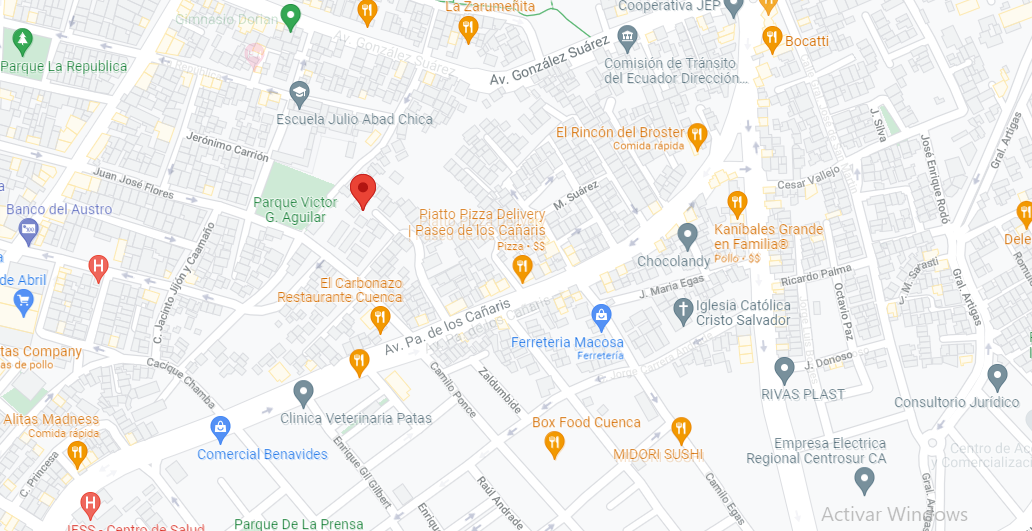 La Zarumeñita
Cooperativa JEP
Gimnacio Dorian
Av. González Suárez
Bocatti
Parque La Republica
Av. González Suárez
Comisión de Tránsito
del Ecuador Dirección...
Escuela Julio Abad Chica
El Rincón del Broster
Comida rápida
J. Silva
José Enrique Rodó
Gral. Artigas
Jerónimo Carrión
Juan José Flores
Cesar Vallejo
M. Suárez
Parque Victor
G. Aguilar
Banco del Austro
Piatto Pizza Delivery
| Paseo de los Cañaris
Pizza • $$
Kanibales Grande
en Familia®
Pollo • $$
Dele
C. Jacinto Jijón y Caamaño
Chocolandy
J. M. Sarasti
Ricardo Palma
de Abril
El Carbonazo
Restaurante Cuenca
J. Maria Egas
Octavio Paz
Gral. Artigas
Iglesia Católica
Cristo Salvador
Av. Pa. de los Cañaris
Ferreteria Macosa
Ferretería
itas Company
as de pollo
Cacique Chamba
Camilo Ponce
Zaldumbide
J. Donoso
RIVAS PLAST
Consultorio Jurídico
Clinica Veterinaria Patas
Alitas Madness
Comida rápida
Box Food Cuenca
Comercial Benavides
MIDORI SUSHI
Empresa Electrica
Regional Centrosur CA
Centro de Ac
y Comercializac
C. Princesa
Enrique Gil Gilbert
Raúl Andrade
Camilo Egas
Gral. Art
IESS - Centro de Salud
Parque De La Prensa
Activar Windows